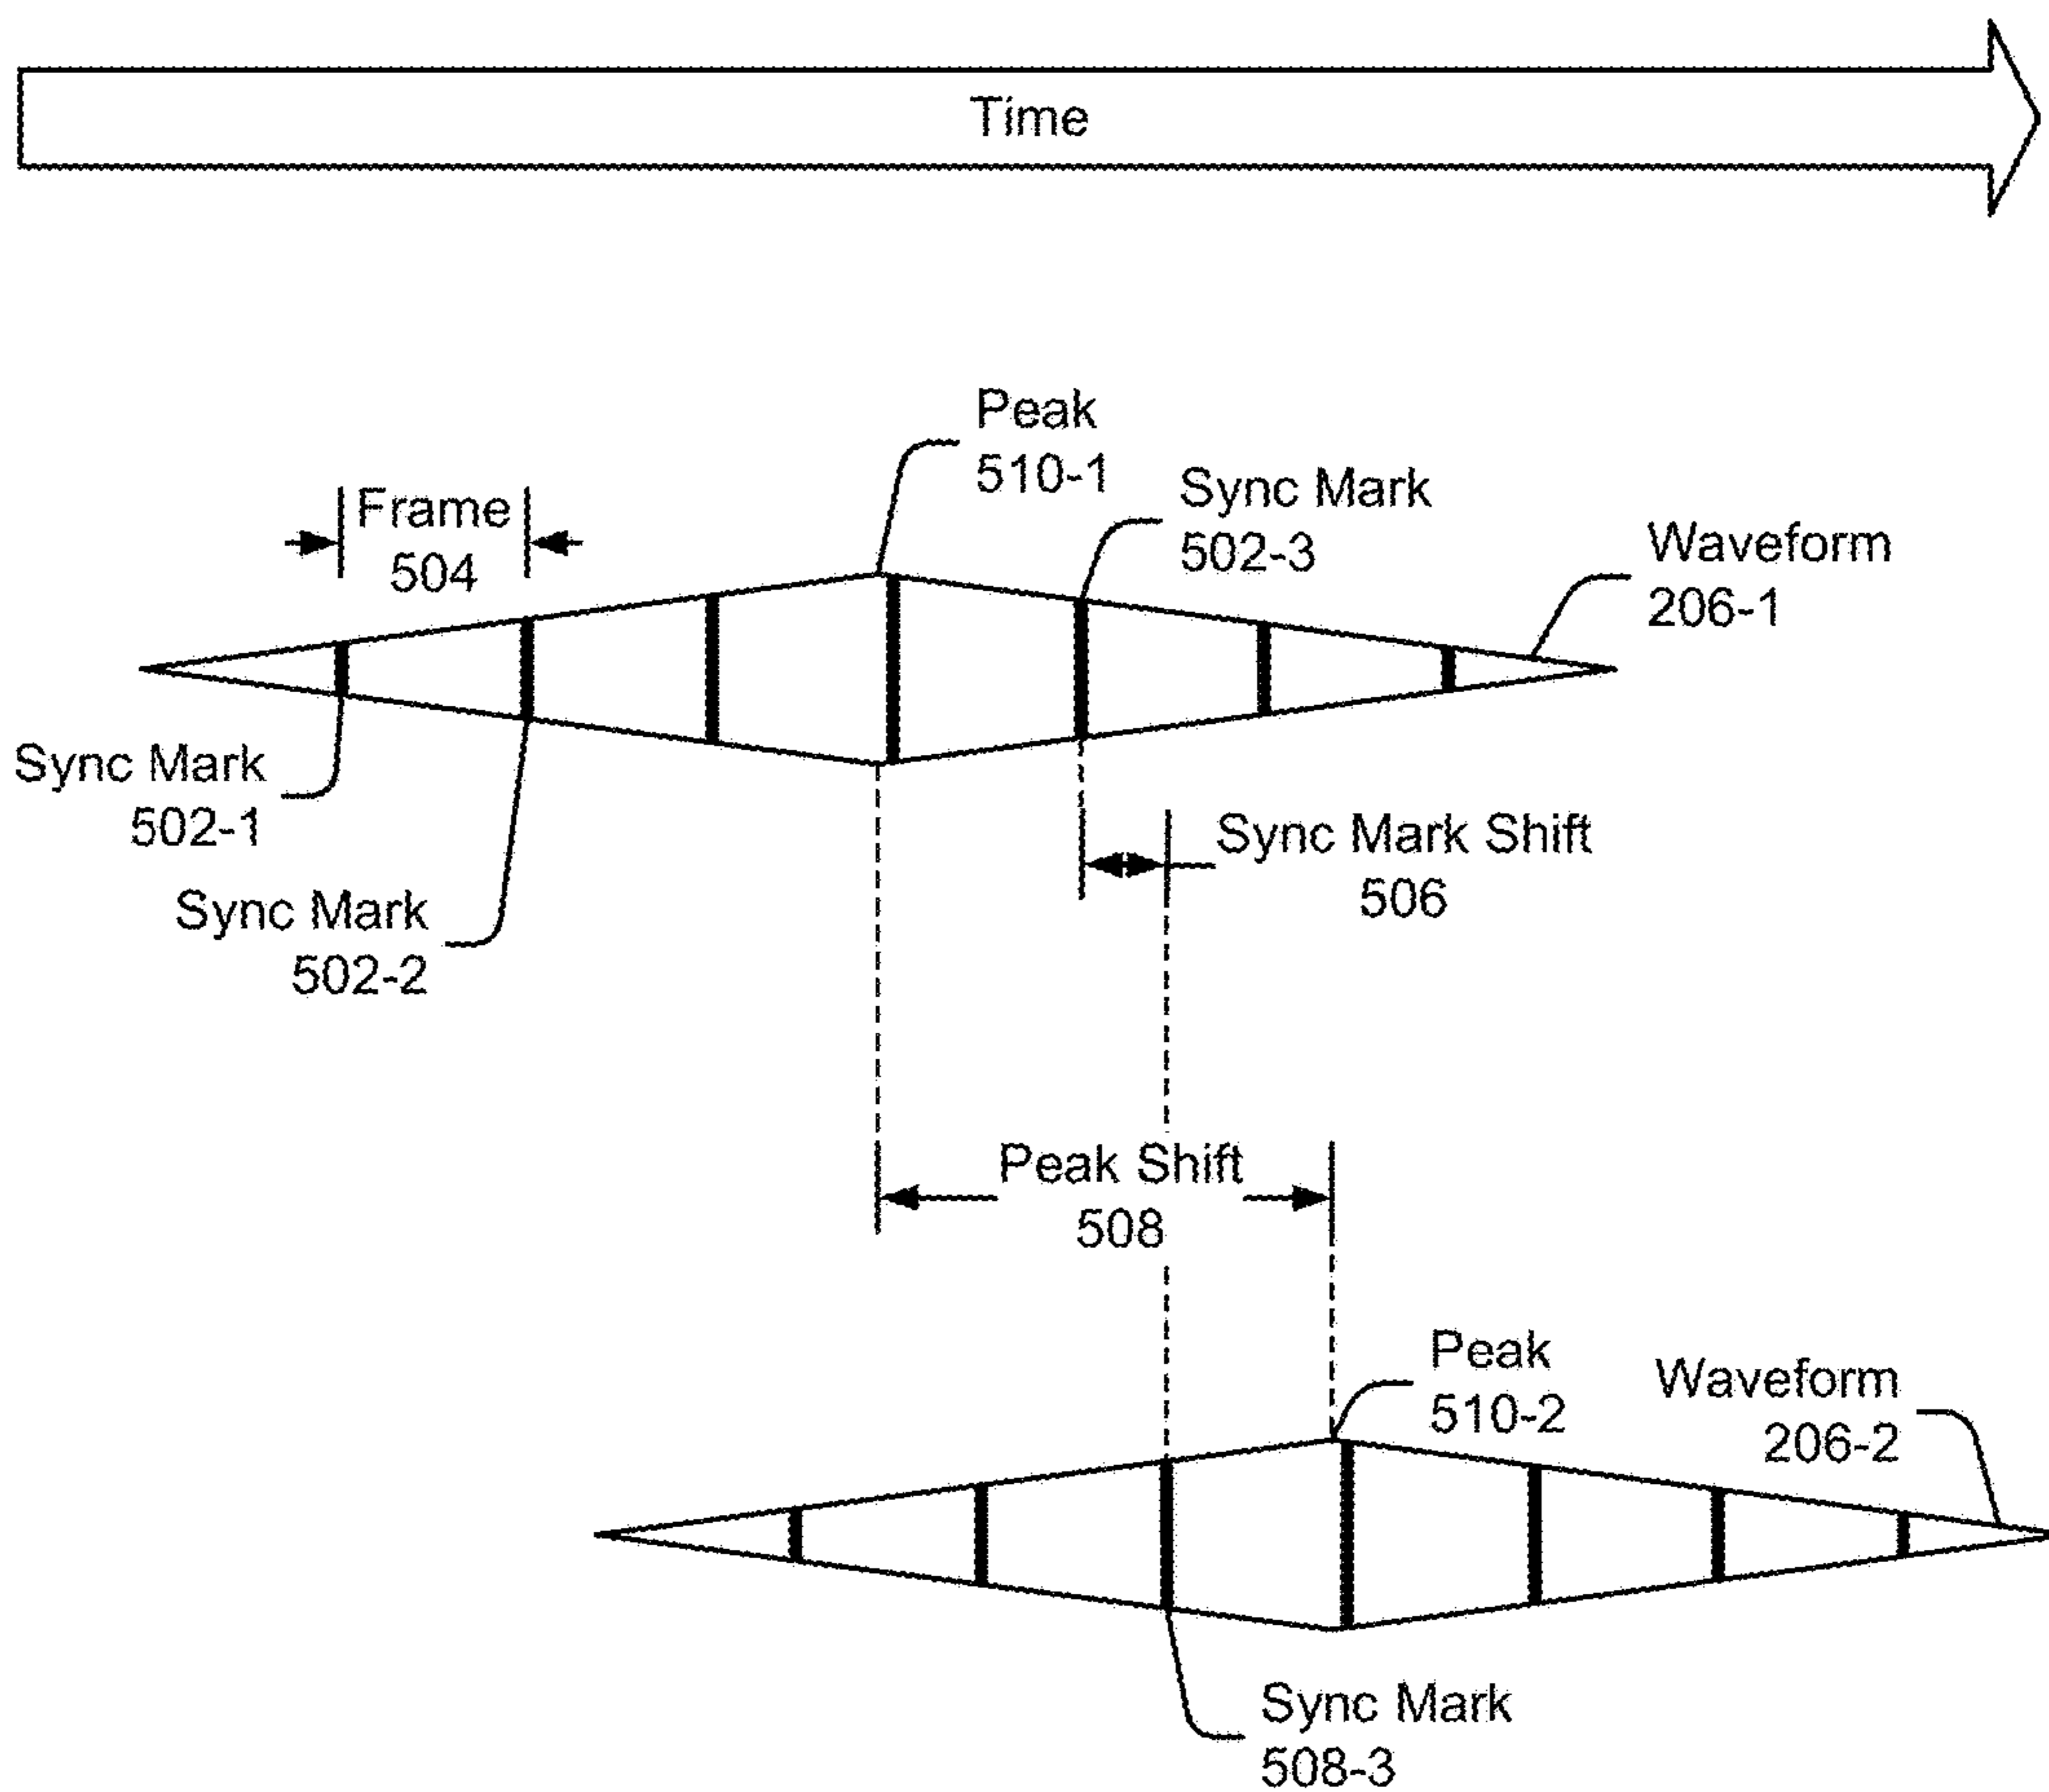 Time
Peak
510-1
Sync Mark
502-3
Frame
504
Waveform
206-1
Sync Mark
502-1
Sync Mark Shift
506
Sync Mark
502-2
Peak Shift
508
Peak
510-2
Waveform
206-2
Sync Mark
508-3